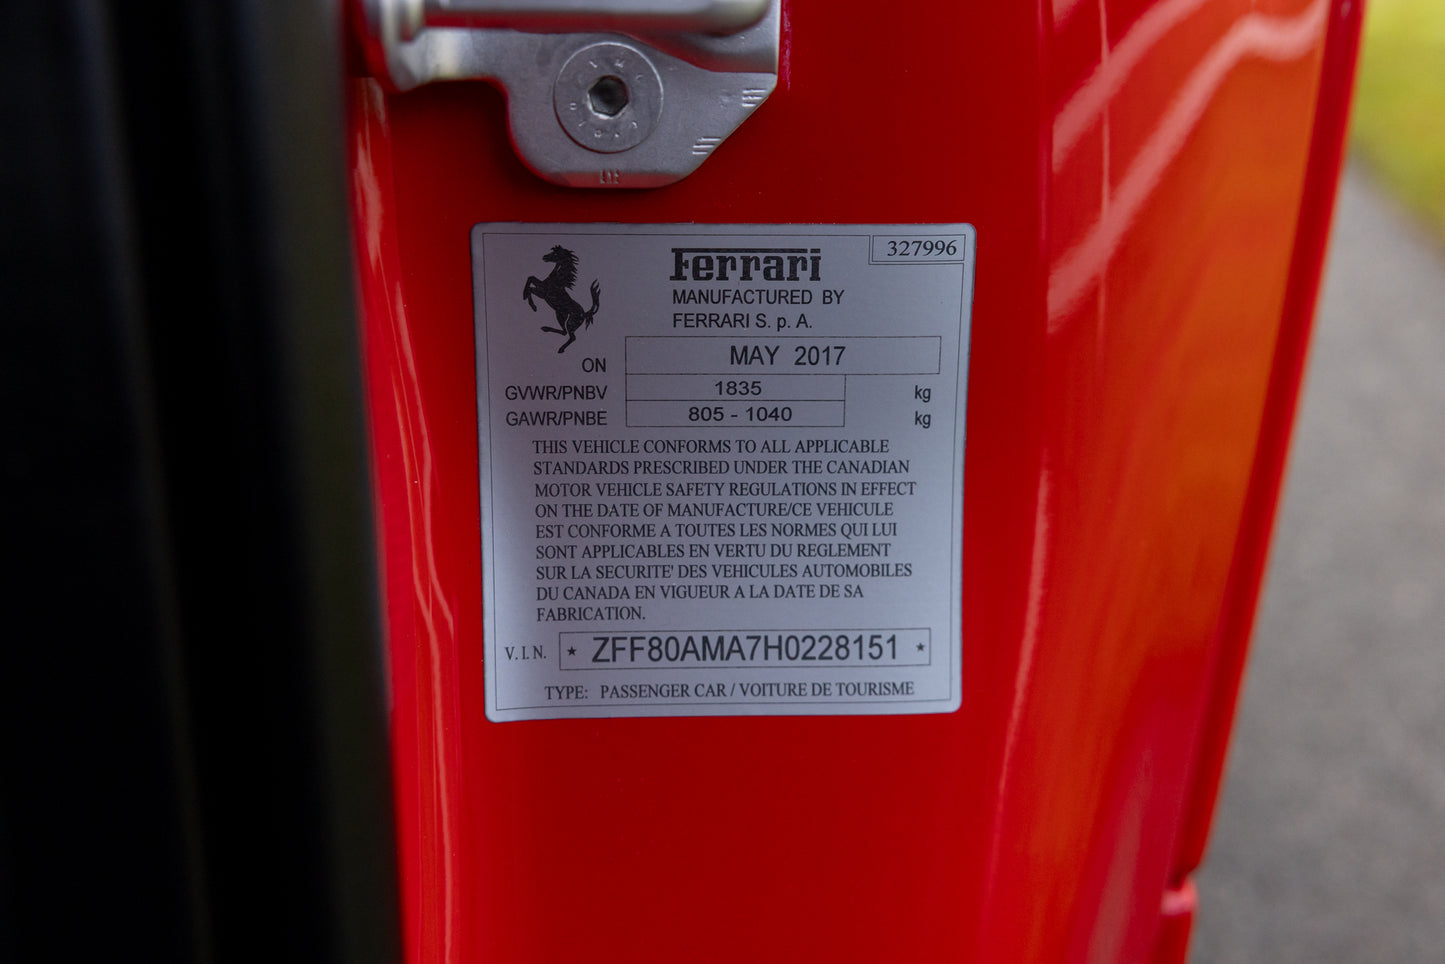 Ferrari
327996
MANUFACTURED BY
FERRARI S. p. A.
ON MAY 2017
GVWR/PNBV 1835 kg
GAWR/PNBE 805 - 1040 kg
THIS VEHICLE CONFORMS TO ALL APPLICABLE
STANDARDS PRESCRIBED UNDER THE CANADIAN
MOTOR VEHICLE SAFETY REGULATIONS IN EFFECT
ON THE DATE OF MANUFACTURE/CE VEHICULE
EST CONFORME A TOUTES LES NORMES QUI LUI
SONT APPLICABLES EN VERTU DU REGLEMENT
SUR LA SECURITE' DES VEHICULES AUTOMOBILES
DU CANADA EN VIGUEUR A LA DATE DE SA
FABRICATION.
V.I.N. ★ ZFF80AMA7H0228151 ★
TYPE: PASSENGER CAR / VOITURE DE TOURISME